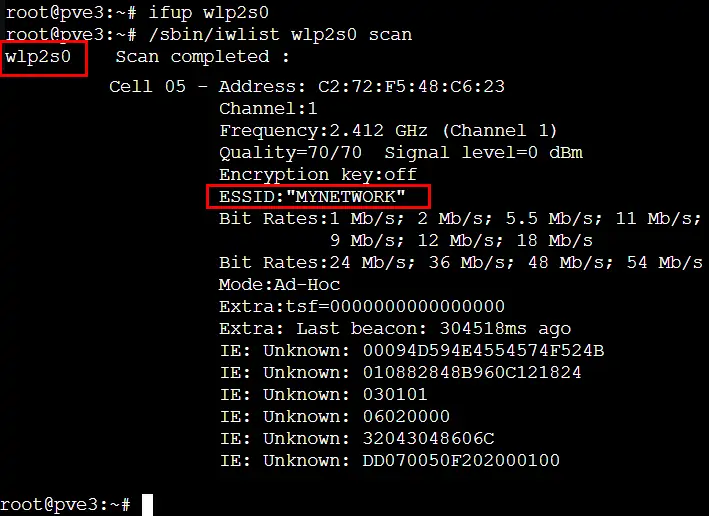 root@pve3:~# ifup wlp2s0
root@pve3:~# /sbin/iwlist wlp2s0 scan
wlp2s0    Scan completed :
          Cell 05 - Address: C2:72:F5:48:C6:23
                    Channel:1
                    Frequency:2.412 GHz (Channel 1)
                    Quality=70/70  Signal level=0 dBm
                    Encryption key:off
                    ESSID:"MYNETWORK"
                    Bit Rates:1 Mb/s; 2 Mb/s; 5.5 Mb/s; 11 Mb/s;
                              9 Mb/s; 12 Mb/s; 18 Mb/s
                    Bit Rates:24 Mb/s; 36 Mb/s; 48 Mb/s; 54 Mb/s
                    Mode:Ad-Hoc
                    Extra:tsf=0000000000000000
                    Extra: Last beacon: 304518ms ago
                    IE: Unknown: 00094D594E4554574F524B
                    IE: Unknown: 010882848B960C121824
                    IE: Unknown: 030101
                    IE: Unknown: 06020000
                    IE: Unknown: 32043048606C
                    IE: Unknown: DD070050F202000100
root@pve3:~#